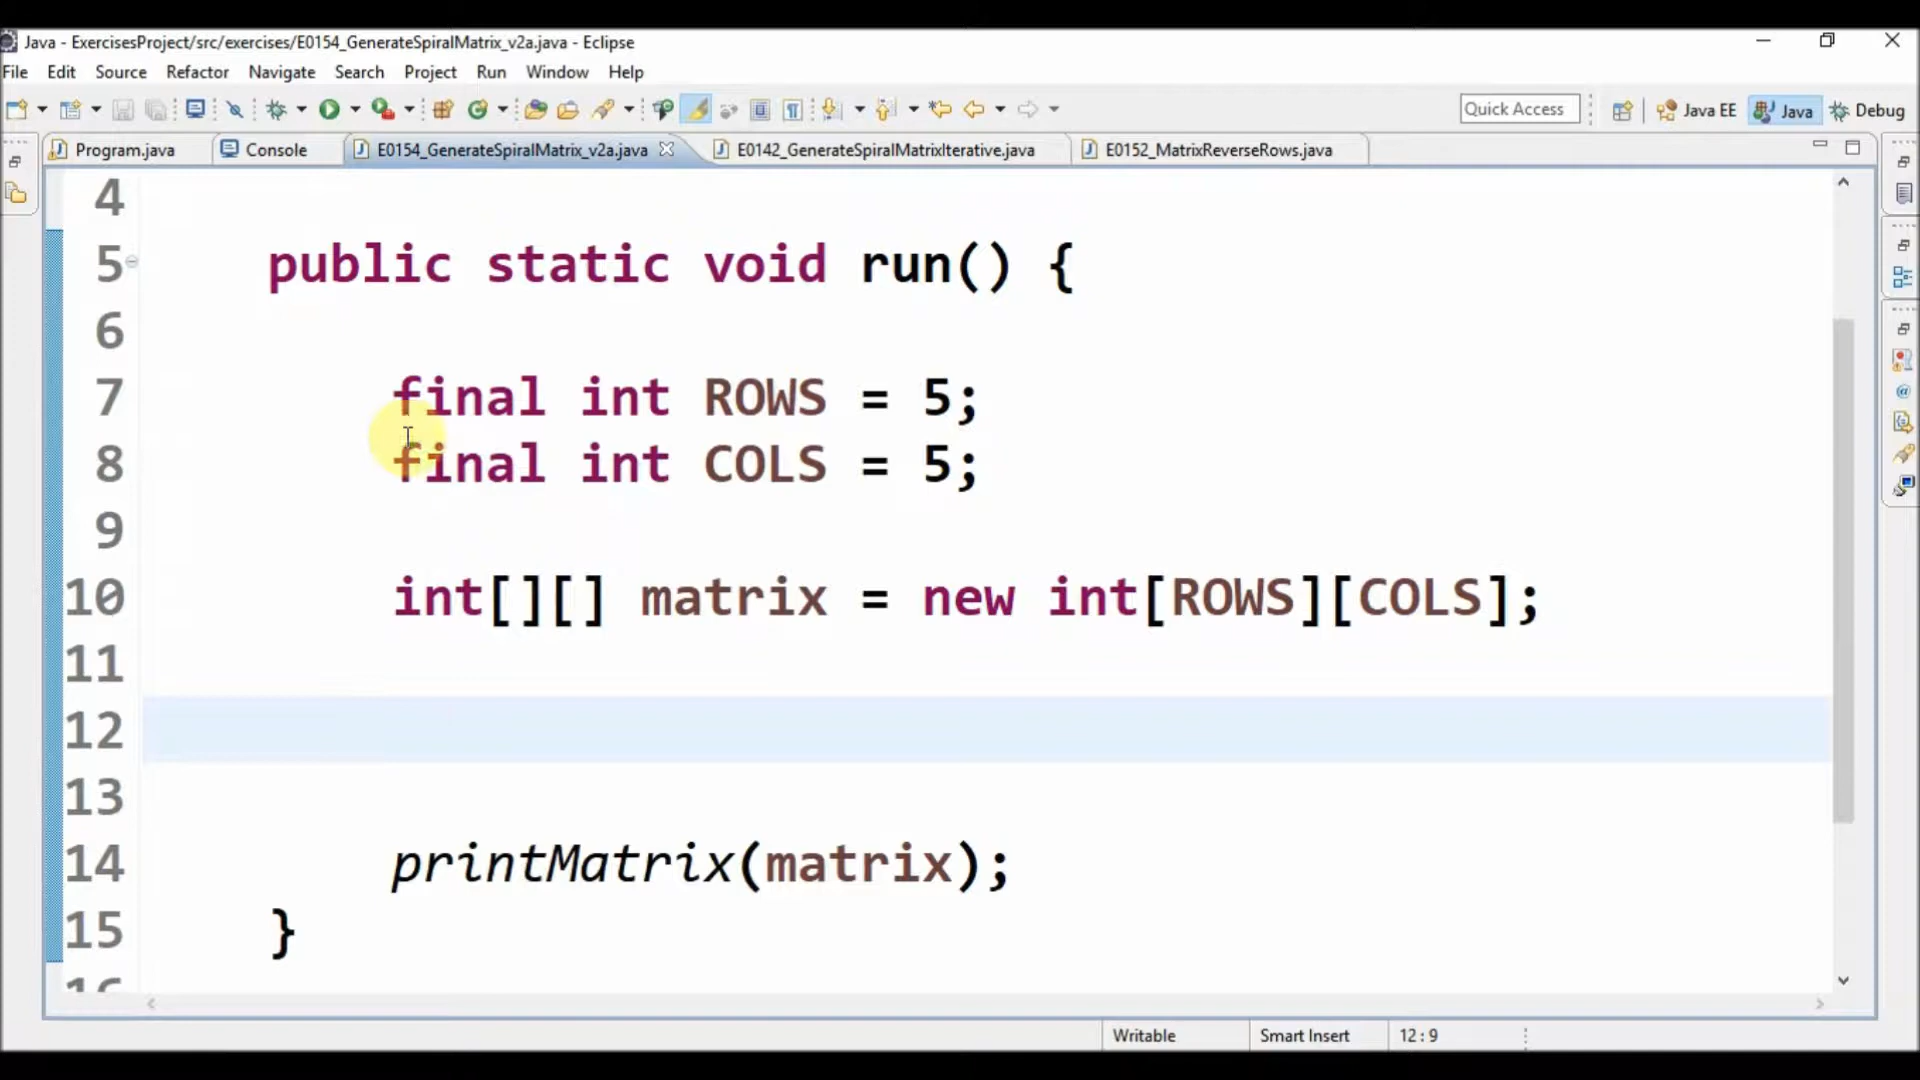 Java - ExercisesProject/src/exercises/E0154_GenerateSpiralMatrix_v2a.java - Eclipse
File Edit Source Refactor Navigate Search Project Run Window Help
Quick Access Java EE Java Debug
Program.java Console E0154_GenerateSpiralMatrix_v2a.java E0142_GenerateSpiralMatrixIterative.java E0152_MatrixReverseRows.java
4
5 public static void run() {
6
7 final int ROWS = 5;
8 final int COLS = 5;
9
10 int[][] matrix = new int[ROWS][COLS];
11
12
13
14 printMatrix(matrix);
15 }
16
Writable Smart Insert 12 : 9